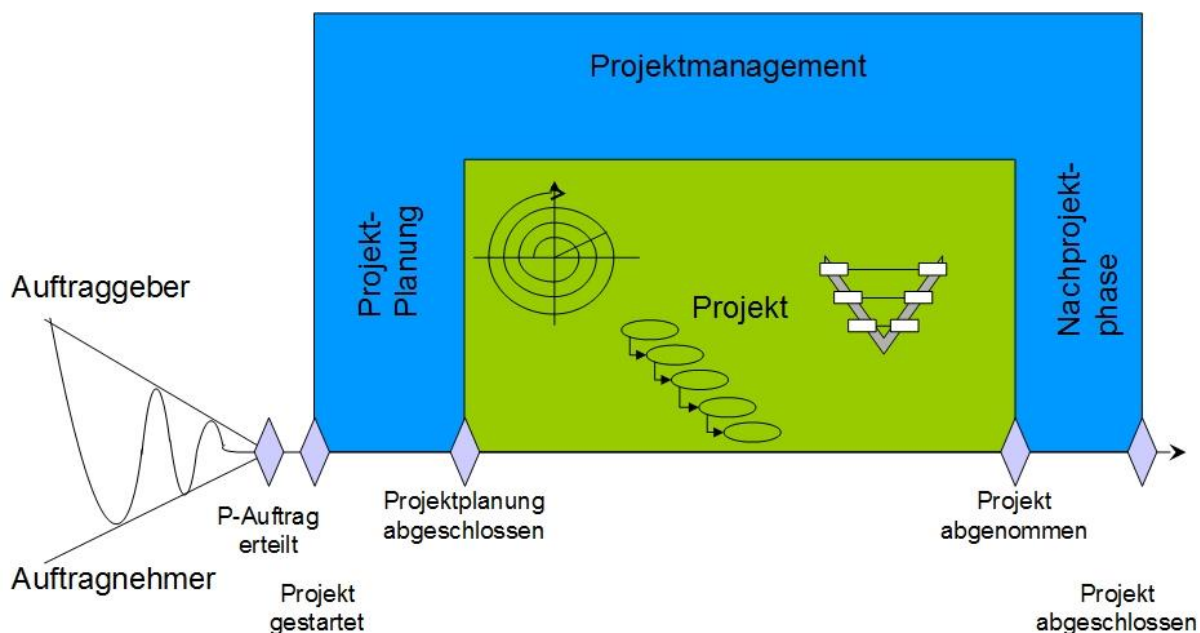 Projektmanagement
Projekt-
Planung
Nachprojekt-
phase
Auftraggeber
Projekt
Auftragnehmer
P-Auftrag
erteilt
Projektplanung
abgeschlossen
Projekt
abgenommen
Projekt
gestartet
Projekt
abgeschlossen